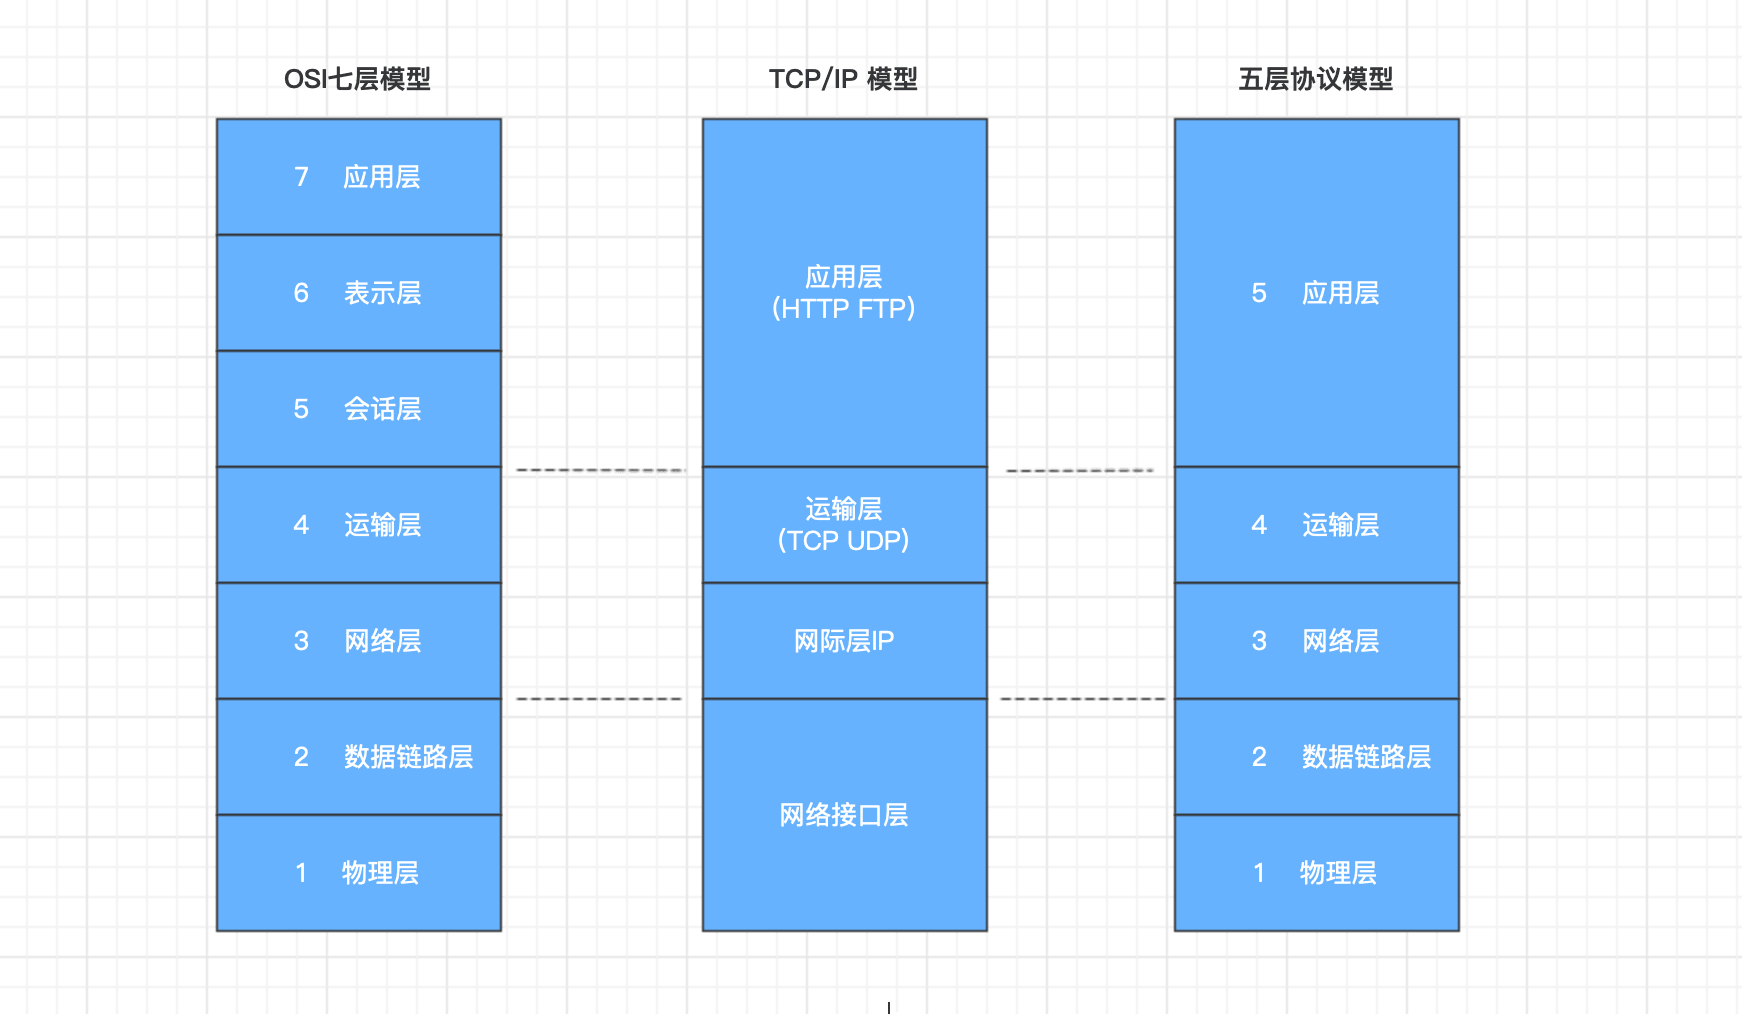 OSI七层模型
7 应用层
6 表示层
5 会话层
4 运输层
3 网络层
2 数据链路层
1 物理层
TCP/IP 模型
应用层
(HTTP FTP)
运输层
(TCP UDP)
网际层IP
网络接口层
五层协议模型
5 应用层
4 运输层
3 网络层
2 数据链路层
1 物理层